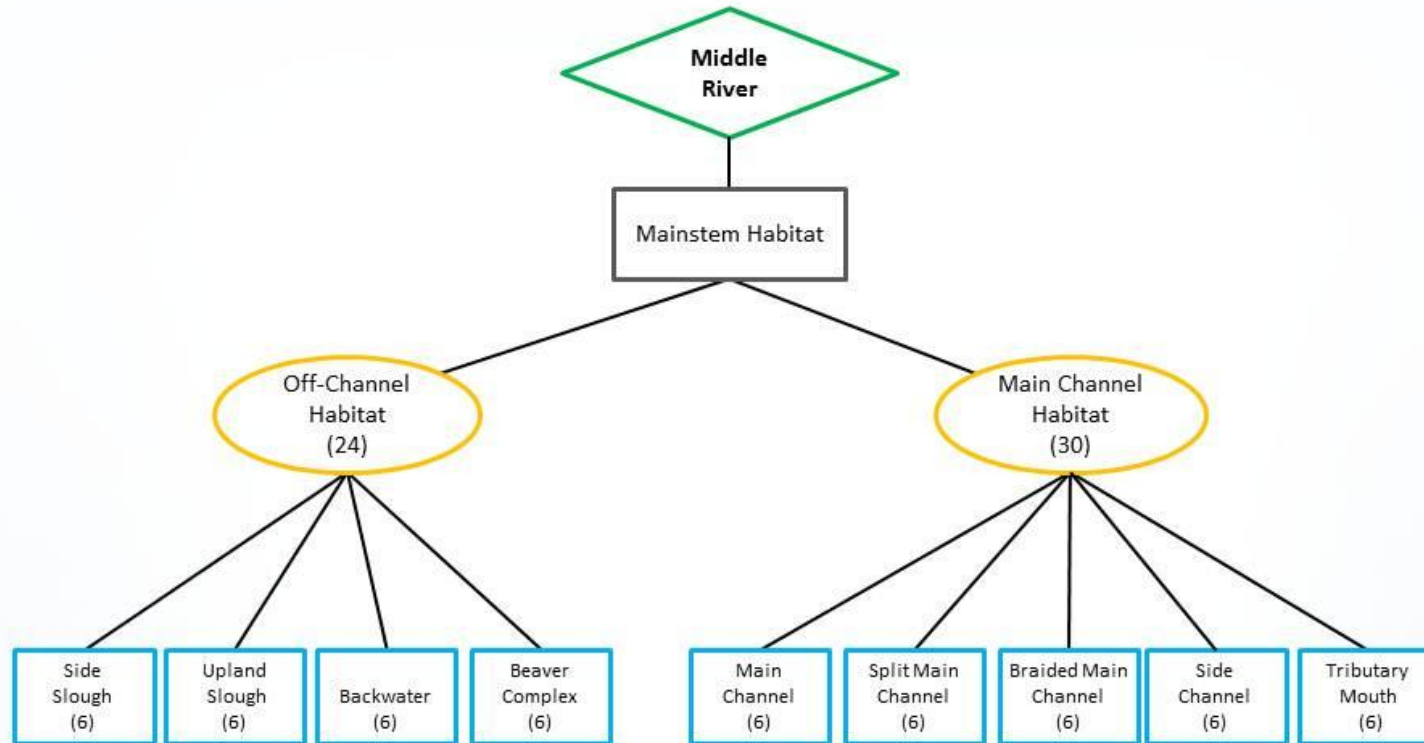 Middle
River
Mainstem Habitat
Off-Channel
Habitat
(24)
Main Channel
Habitat
(30)
Side
Slough
(6)
Upland
Slough
(6)
Backwater
(6)
Beaver
Complex
(6)
Main
Channel
(6)
Split Main
Channel
(6)
Braided Main
Channel
(6)
Side
Channel
(6)
Tributary
Mouth
(6)